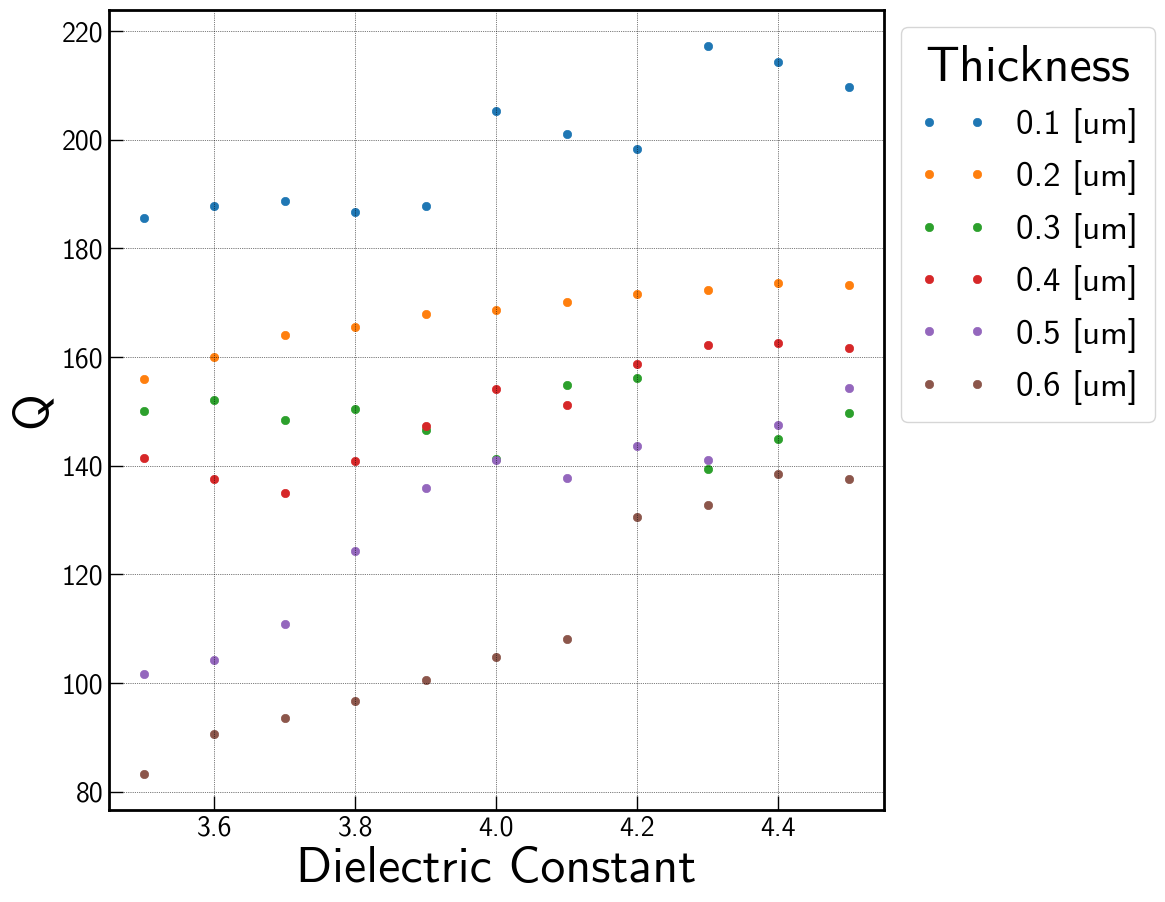 220
200
180
160
140
120
100
80
Q
3.6 3.8 4.0 4.2 4.4
Dielectric Constant
Thickness
0.1 [um]
0.2 [um]
0.3 [um]
0.4 [um]
0.5 [um]
0.6 [um]